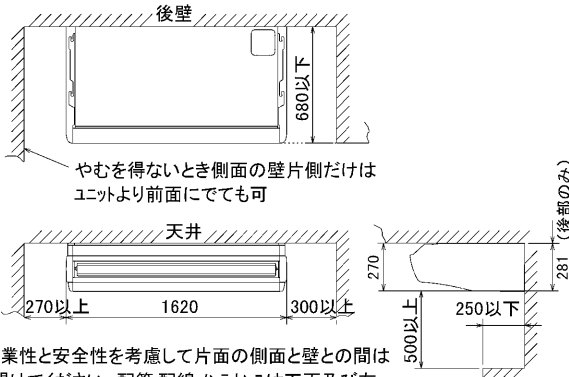 後壁
680以下
やむを得ないとき側面の壁片側だけは
ユニットより前面にでても可
天井
270以上
1620
300以上
270
500以上
250以下
281 (後部のみ)
業性と安全性を考慮して片面の側面と壁との間は